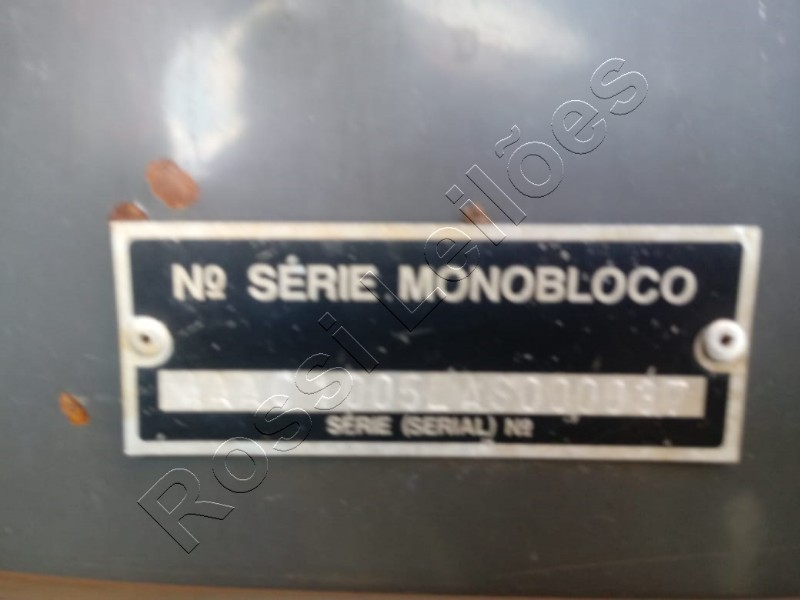 Nº SÉRIE MONOBLOCO
SÉRIE (SERIAL) Nº
Rossi Leilões